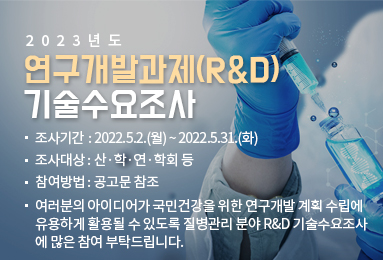 2023년도
연구개발과제(R&D)
기술수요조사
• 조사기간 : 2022.5.2.(월) ~ 2022.5.31.(화)
• 조사대상 : 산·학·연·학회 등
• 참여방법 : 공고문 참조
• 여러분의 아이디어가 국민건강을 위한 연구개발 계획 수립에
유용하게 활용될 수 있도록 질병관리 분야 R&D 기술수요조사
에 많은 참여 부탁드립니다.